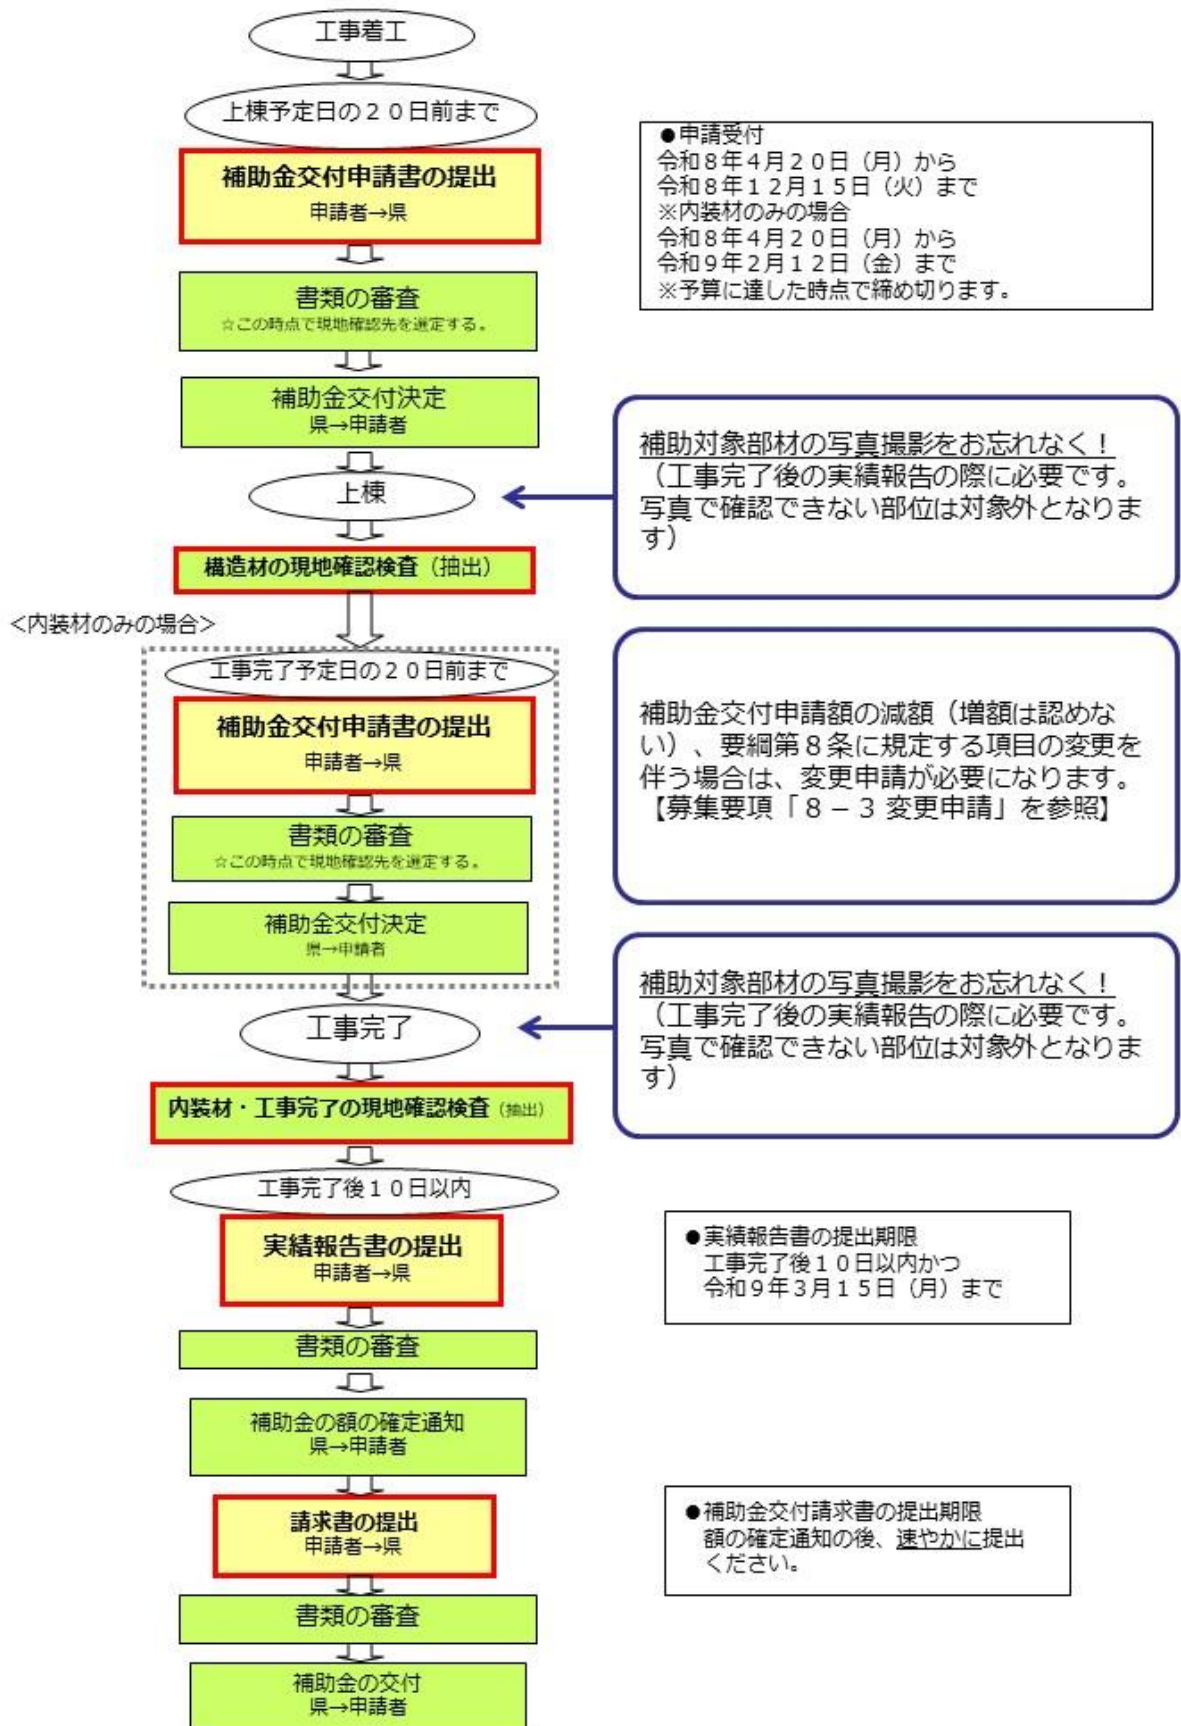 工事着工
上棟予定日の２０日前まで
補助金交付申請書の提出
申請者→県
●申請受付
令和８年４月２０日（月）から
令和８年１２月１５日（火）まで
※内装材のみの場合
令和８年４月２０日（月）から
令和９年２月１２日（金）まで
※予算に達した時点で締め切ります。
書類の審査
☆この時点で現地確認先を選定する。
補助金交付決定
県→申請者
上棟
補助対象部材の写真撮影をお忘れなく！
（工事完了後の実績報告の際に必要です。
写真で確認できない部位は対象外となりま
す）
構造材の現地確認検査（抽出）
＜内装材のみの場合＞
工事完了予定日の２０日前まで
補助金交付申請書の提出
申請者→県
書類の審査
☆この時点で現地確認先を選定する。
補助金交付決定
県→申請者
補助金交付申請額の減額（増額は認めな
い）、要綱第８条に規定する項目の変更を
伴う場合は、変更申請が必要になります。
【募集要項「８－３ 変更申請」を参照】
工事完了
補助対象部材の写真撮影をお忘れなく！
（工事完了後の実績報告の際に必要です。
写真で確認できない部位は対象外となりま
す）
内装材・工事完了の現地確認検査（抽出）
工事完了後１０日以内
実績報告書の提出
申請者→県
●実績報告書の提出期限
工事完了後１０日以内かつ
令和９年３月１５日（月）まで
書類の審査
補助金の額の確定通知
県→申請者
請求書の提出
申請者→県
●補助金交付請求書の提出期限
額の確定通知の後、速やかに提出
ください。
書類の審査
補助金の交付
県→申請者